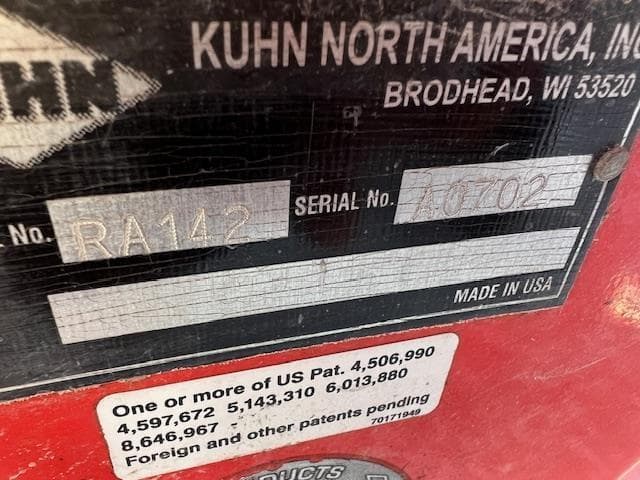 UHN
KUHN NORTH AMERICA, INC
BRODHEAD, WI 53520
L No. RA142 SERIAL No. A0702
MADE IN USA
One or more of US Pat. 4,506,990
4,597,672 5,143,310 6,013,880
8,646,967 -
Foreign and other patents pending
70171949
ODUCTS